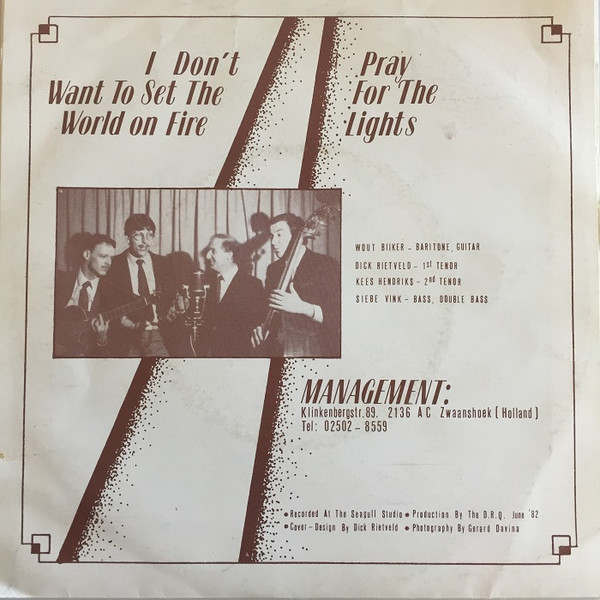 I Don't
Want To Set The
World on Fire
Pray
For The
Lights
WOUT BIJKER - BARITONE, GUITAR
DICK RIETVELD - 1st TENOR
KEES HENDRIKS - 2nd TENOR
SIEBE VINK - BASS, DOUBLE BASS
MANAGEMENT:
Klinkenbergstr. 89. 2136 AC Zwaanshoek (Holland)
Tel: 02502 - 8559
•Recorded At The Seagull Studio •Production By The D.R.Q. June '82
•Cover-Design By Dick Rietveld •Photography By Gerard Davina